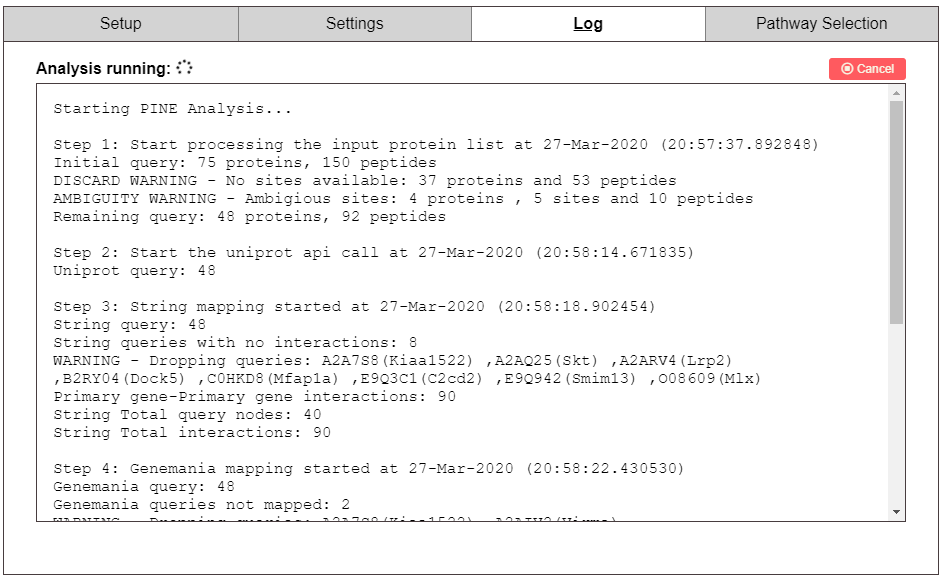 Setup
Settings
Log
Pathway Selection
Analysis running:
Cancel
Starting PINE Analysis...
Step 1: Start processing the input protein list at 27-Mar-2020 (20:57:37.892848)
Initial query: 75 proteins, 150 peptides
DISCARD WARNING - No sites available: 37 proteins and 53 peptides
AMBIGUITY WARNING - Ambigious sites: 4 proteins , 5 sites and 10 peptides
Remaining query: 48 proteins, 92 peptides
Step 2: Start the uniprot api call at 27-Mar-2020 (20:58:14.671835)
Uniprot query: 48
Step 3: String mapping started at 27-Mar-2020 (20:58:18.902454)
String query: 48
String queries with no interactions: 8
WARNING - Dropping queries: A2A7S8(Kiaa1522) ,A2AQ25(Skt) ,A2ARV4(Lrp2)
,B2RY04(Dock5) ,C0HKD8(Mfap1a) ,E9Q3C1(C2cd2) ,E9Q942(Smim13) ,O08609(Mlx)
Primary gene-Primary gene interactions: 90
String Total query nodes: 40
String Total interactions: 90
Step 4: Genemania mapping started at 27-Mar-2020 (20:58:22.430530)
Genemania query: 48
Genemania queries not mapped: 2
WARNING - Dropping queries: A2A7S8(Kiaa1522)